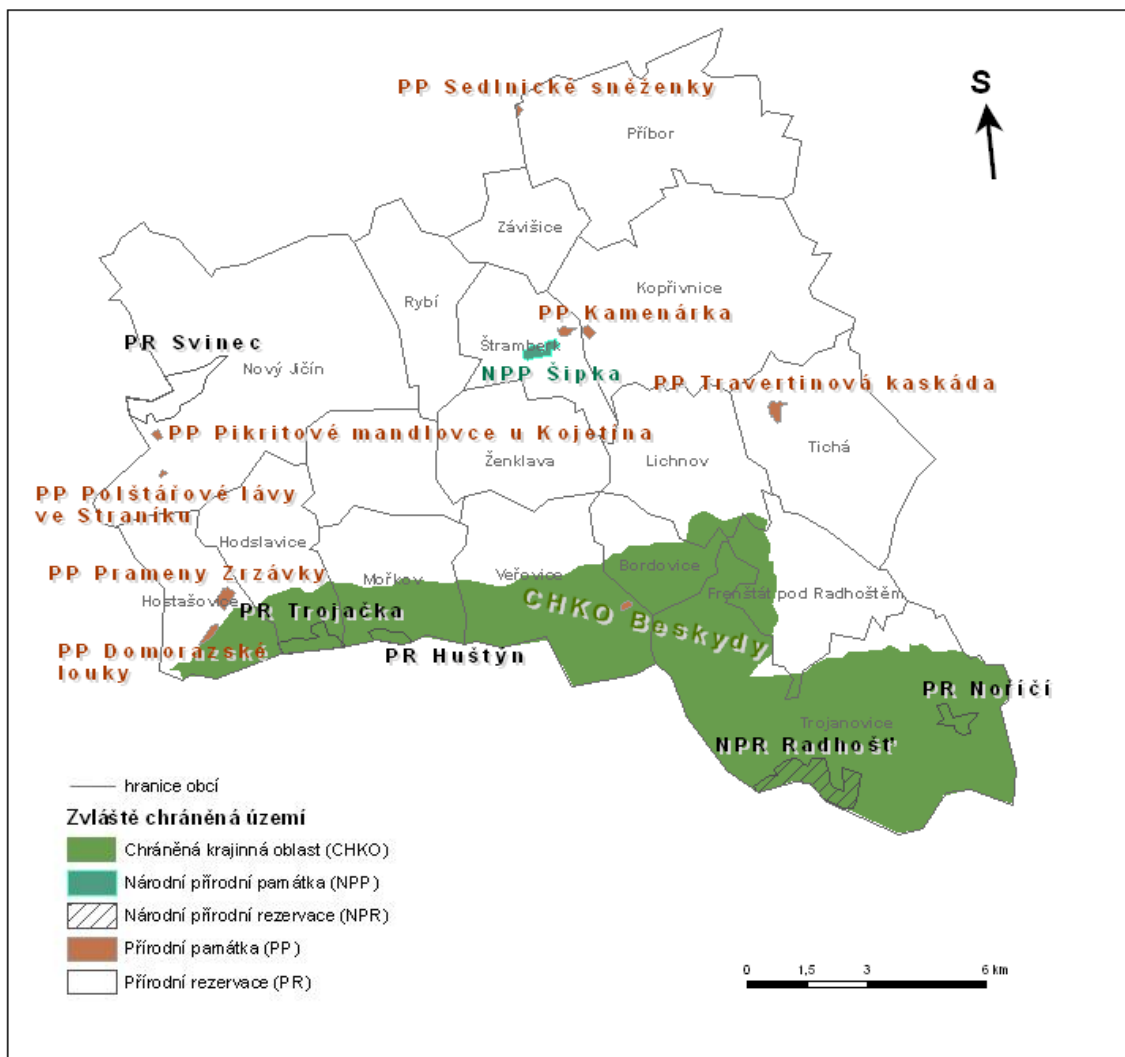 PP Sedlnické sněženky
S
Příbor
Závišice
Kopřivnice
Rybí
PP Kamenárka
PR Svinec
Štramberk
Nový Jičín
NPP Šipka
PP Travertinová kaskáda
PP Pikritové mandlovce u Kojetína
Tichá
Ženklava
Lichnov
PP Polštářové lávy
ve Straníku
Hodslavice
PP Prameny Zrzávky
Mořkov
Veřovice
Bordovice
Hostašovice
Frenštát pod Radhoštěm
PR Trojačka
CHKO Beskydy
PP Domorazské
louky
PR Huštýn
PR Noříčí
Trojanovice
NPR Radhošť
hranice obcí
Zvláště chráněná území
Chráněná krajinná oblast (CHKO)
Národní přírodní památka (NPP)
Národní přírodní rezervace (NPR)
Přírodní památka (PP)
Přírodní rezervace (PR)
0 1,5 3 6 km